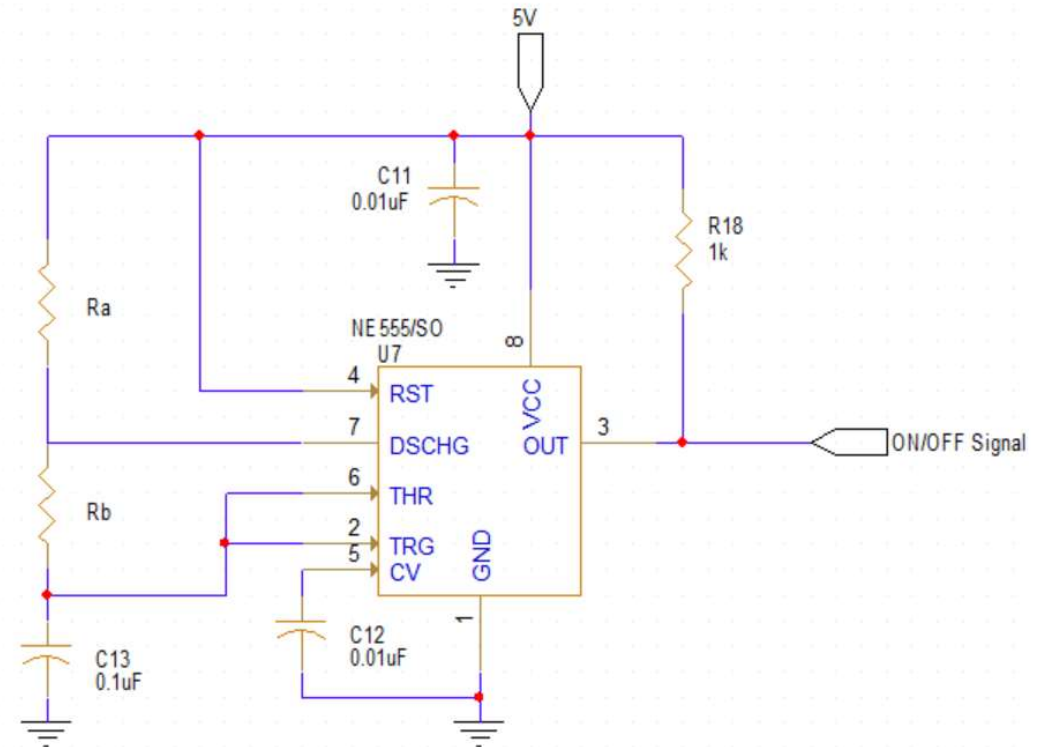 5V
C11
0.01uF
R18
1k
Ra
NE555/SO
U7
8
4
RST
VCC
7
DSCHG
OUT
3
ON/OFF Signal
6
THR
Rb
2
TRG
5
CV
GND
1
C12
0.01uF
C13
0.1uF